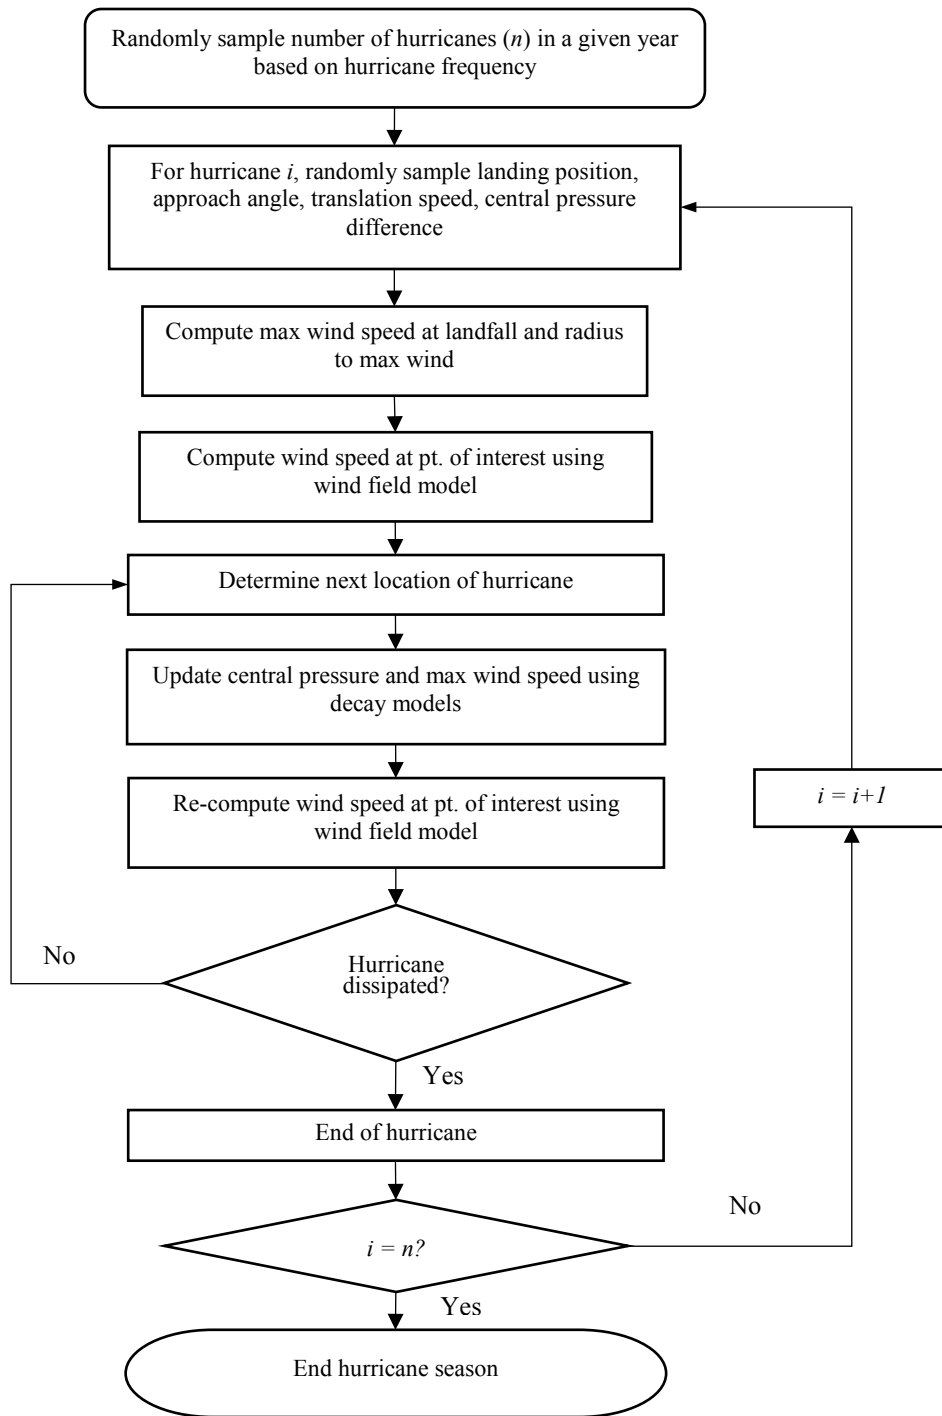 Randomly sample number of hurricanes (n) in a given year
based on hurricane frequency
For hurricane i, randomly sample landing position,
approach angle, translation speed, central pressure
difference
Compute max wind speed at landfall and radius
to max wind
Compute wind speed at pt. of interest using
wind field model
Determine next location of hurricane
Update central pressure and max wind speed using
decay models
Re-compute wind speed at pt. of interest using
wind field model
i = i+1
Hurricane
dissipated?
No
Yes
End of hurricane
i = n?
No
Yes
End hurricane season